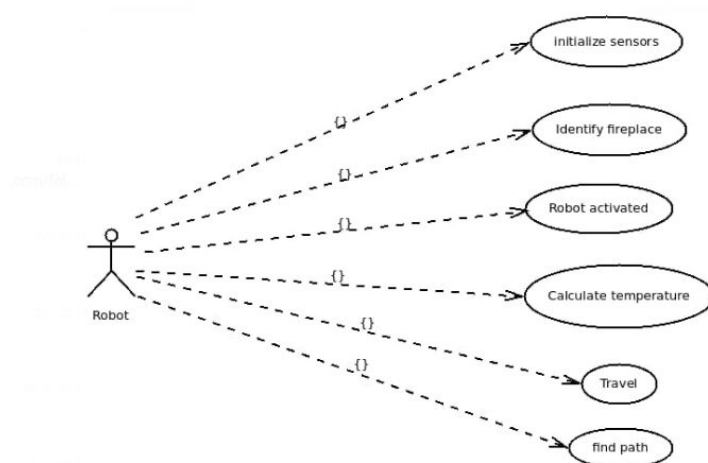 initialize sensors
{}
Identify fireplace
{}
Robot activated
{}
Calculate temperature
{}
Robot
{}
Travel
{}
find path